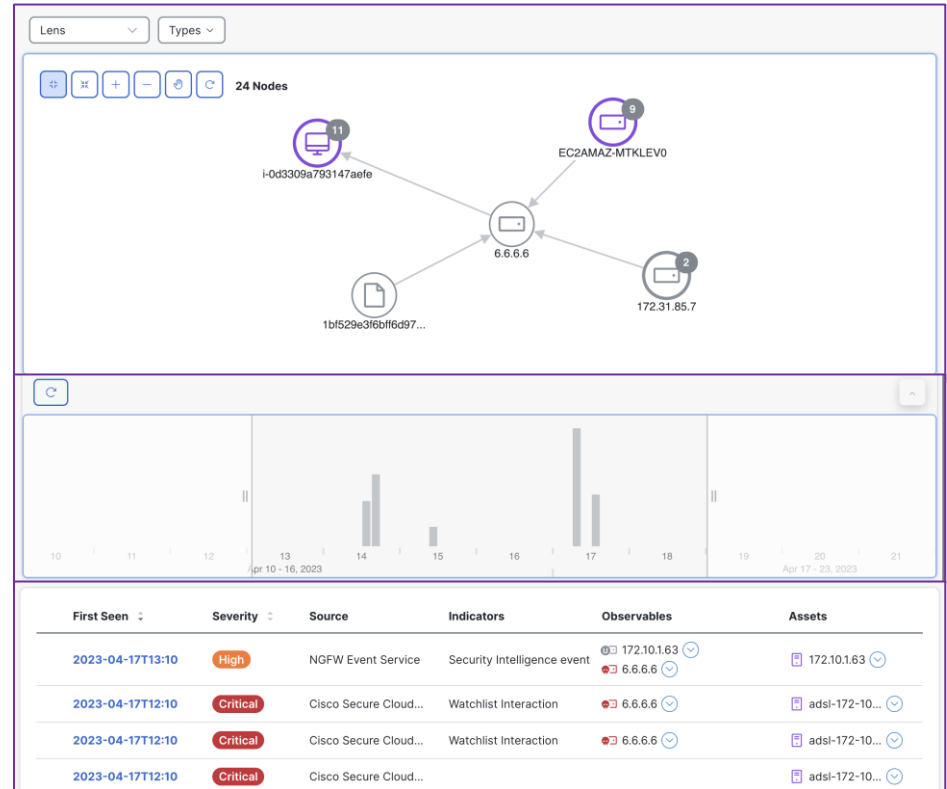 Lens
Types
24 Nodes
11
9
i-0d3309a793147aefe
EC2AMAZ-MTKLEV0
6.6.6.6
2
1bf529e3f6bff6d97...
172.31.85.7
10 11 12 13 14 15 16 17 18 19 20 21
Apr 10 - 16, 2023 Apr 17 - 23, 2023
First Seen Severity Source Indicators Observables Assets
2023-04-17T13:10 High NGFW Event Service Security Intelligence event 172.10.1.63 172.10.1.63
6.6.6.6
2023-04-17T12:10 Critical Cisco Secure Cloud... Watchlist Interaction 6.6.6.6 adsl-172-10...
2023-04-17T12:10 Critical Cisco Secure Cloud... Watchlist Interaction 6.6.6.6 adsl-172-10...
2023-04-17T12:10 Critical Cisco Secure Cloud... adsl-172-10...